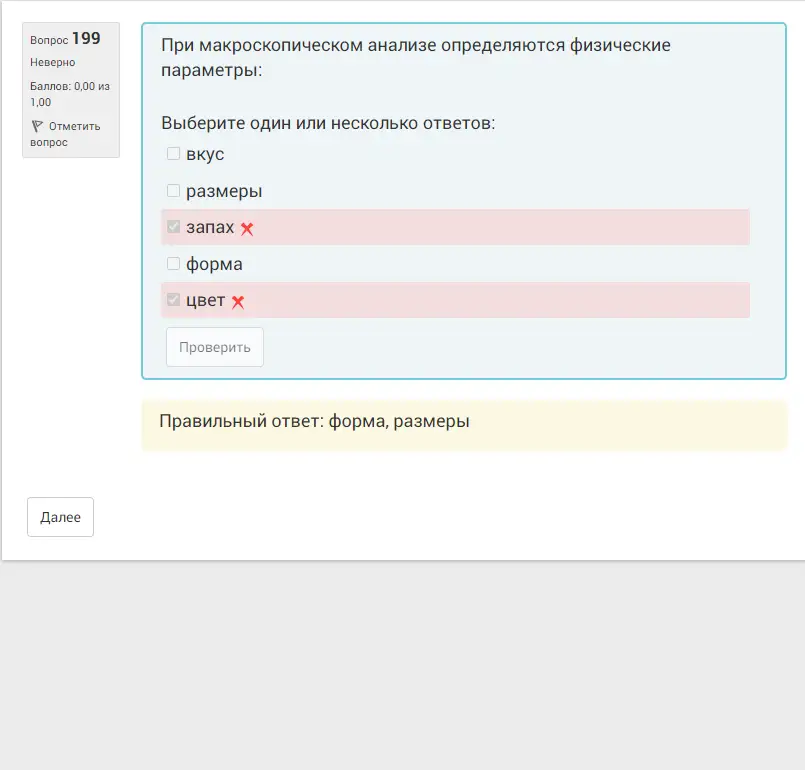 Вопрос 199
Неверно
Баллов: 0,00 из
1,00
Отметить
вопрос
При макроскопическом анализе определяются физические
параметры:
Выберите один или несколько ответов:
вкус
размеры
запах
форма
цвет
Проверить
Правильный ответ: форма, размеры
Далее